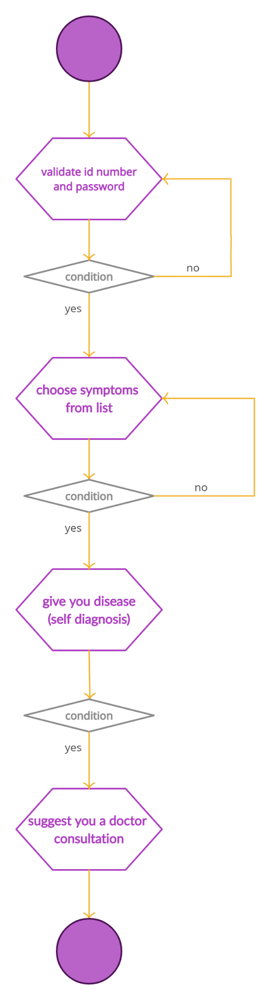 validate id number
and password
condition
no
yes
choose symptoms
from list
condition
no
yes
give you disease
(self diagnosis)
condition
yes
suggest you a doctor
consultation